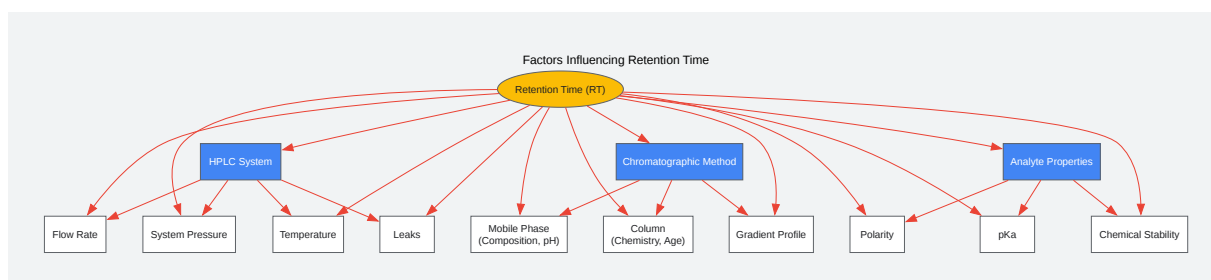 Factors Influencing Retention Time
Retention Time (RT)
HPLC System
Chromatographic Method
Analyte Properties
Flow Rate
System Pressure
Temperature
Leaks
Mobile Phase
(Composition, pH)
Column
(Chemistry, Age)
Gradient Profile
Polarity
pKa
Chemical Stability